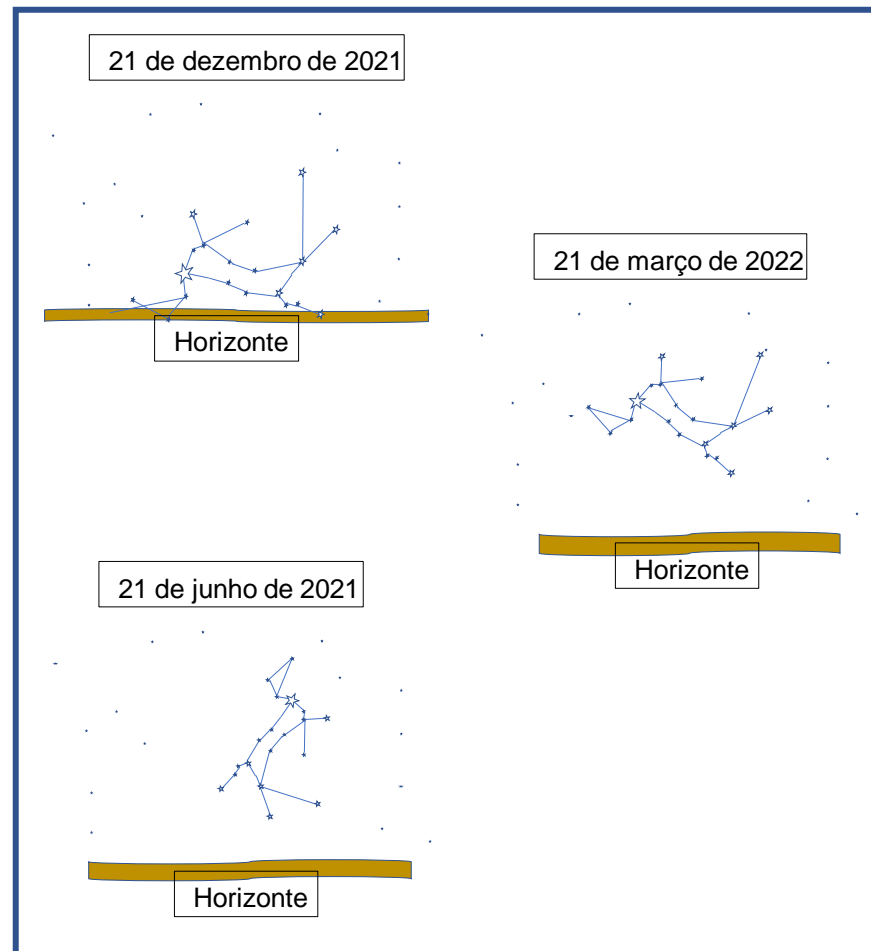 21 de dezembro de 2021
Horizonte
21 de março de 2022
Horizonte
21 de junho de 2021
Horizonte